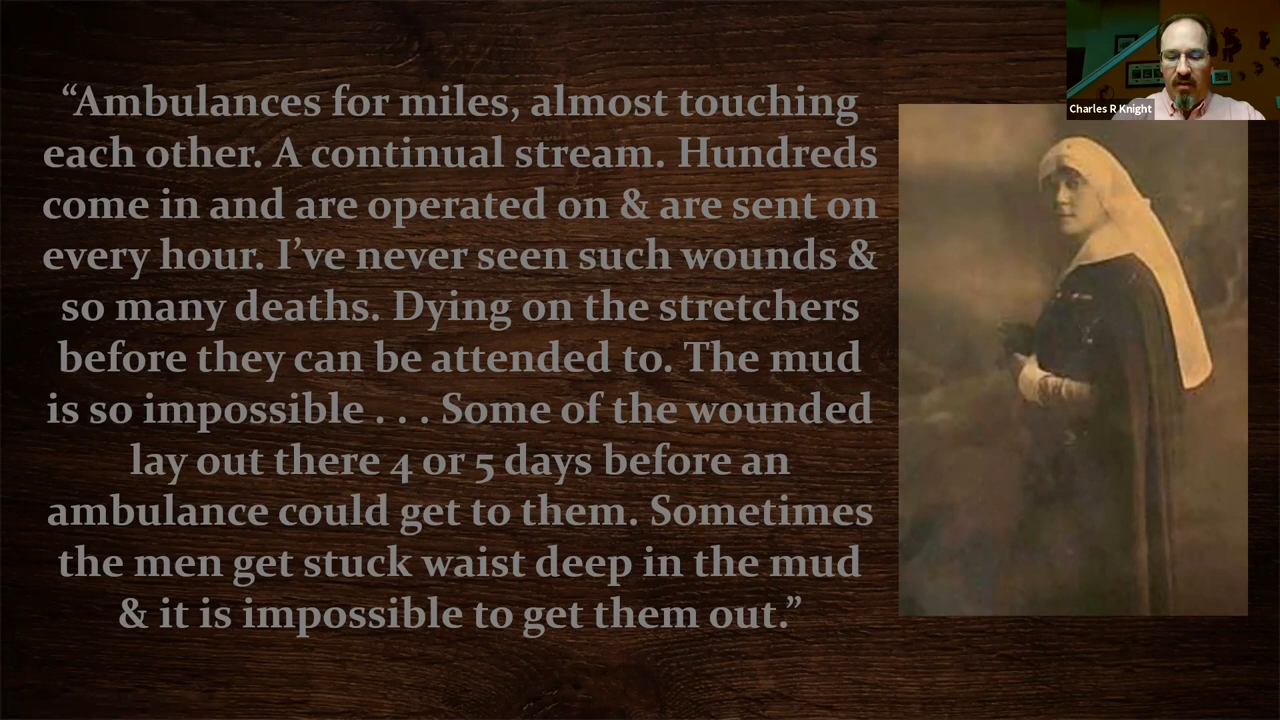 “Ambulances for miles, almost touching
each other. A continual stream. Hundreds
come in and are operated on & are sent on
every hour. I’ve never seen such wounds &
so many deaths. Dying on the stretchers
before they can be attended to. The mud
is so impossible . . . Some of the wounded
lay out there 4 or 5 days before an
ambulance could get to them. Sometimes
the men get stuck waist deep in the mud
& it is impossible to get them out.”
Charles R Knight